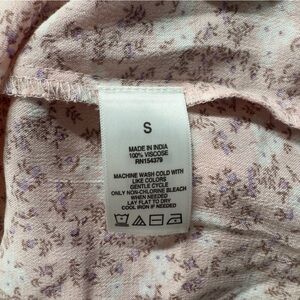 S
MADE IN INDIA
100% VISCOSE
RN154379
MACHINE WASH COLD WITH
LIKE COLORS
GENTLE CYCLE
ONLY NON-CHLORINE BLEACH
WHEN NEEDED
LAY FLAT TO DRY
COOL IRON IF NEEDED